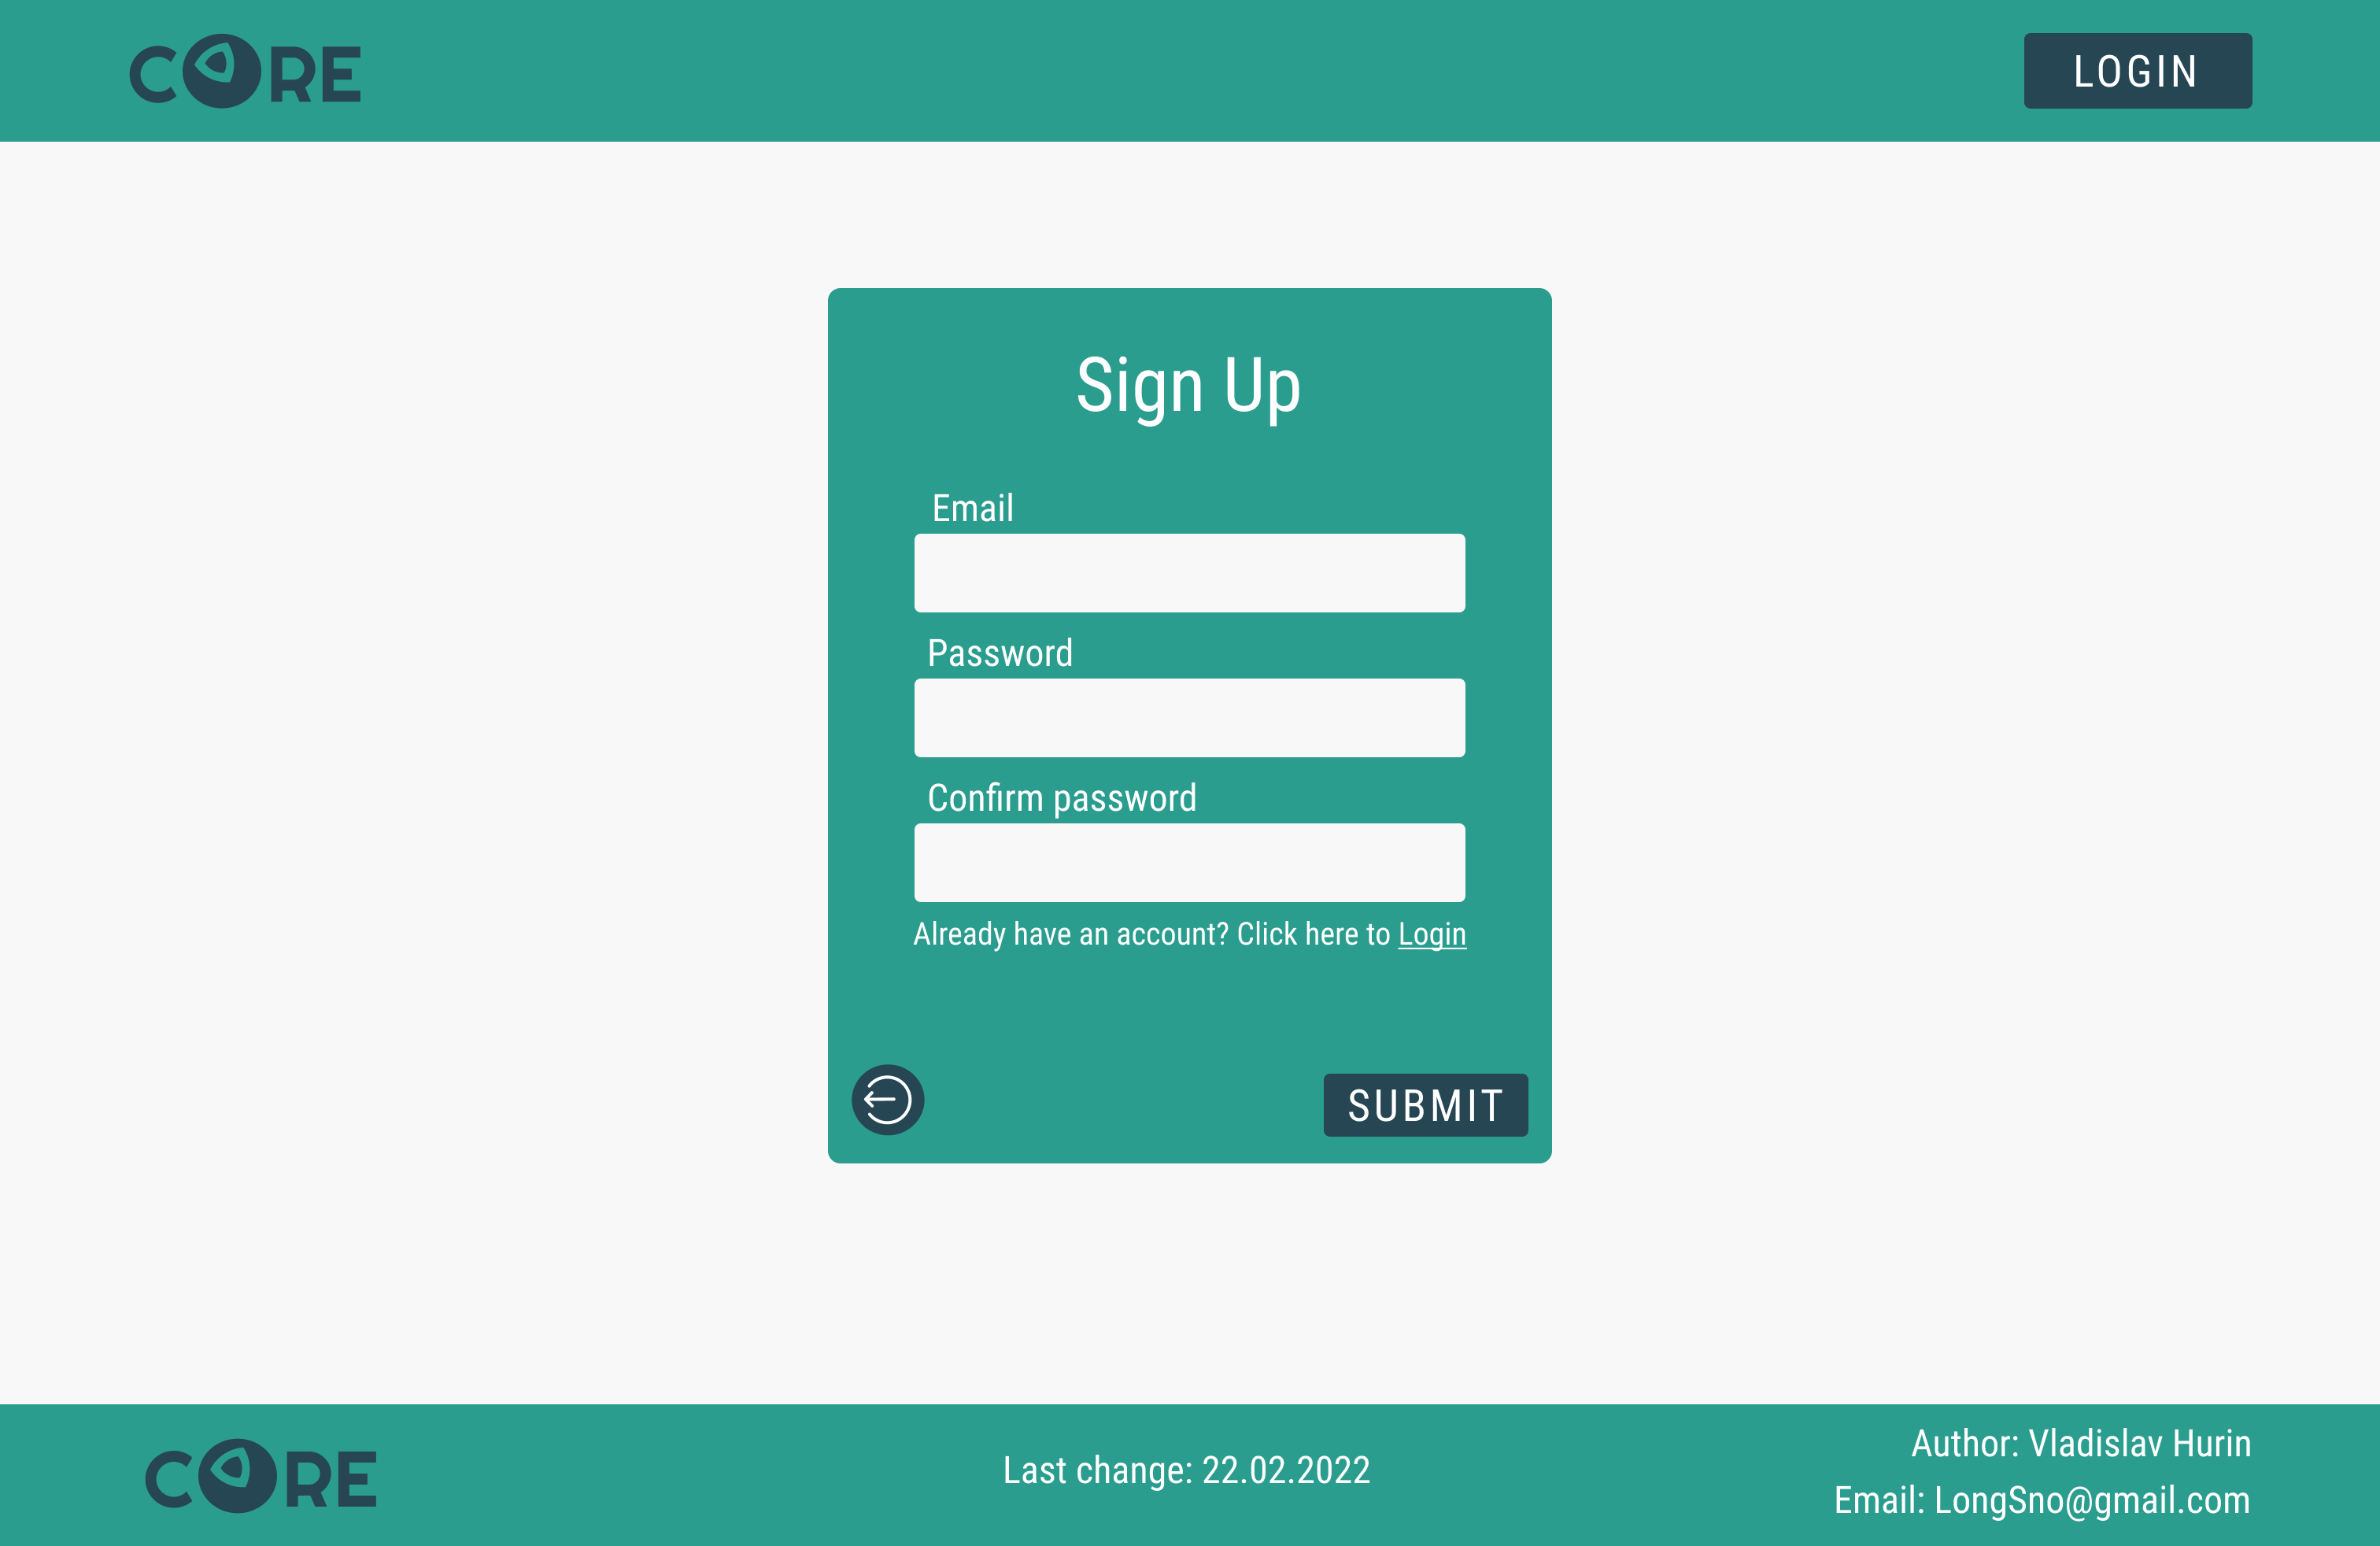 CORE
LOGIN
Sign Up
Email
Password
Confirm password
Already have an account? Click here to Login
SUBMIT
CORE
Last change: 22.02.2022
Author: Vladislav Hurin
Email: LongSno@gmail.com